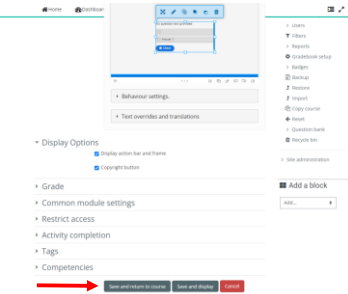 Home
Dashboar
Behaviour settings.
Text overrides and translations
Display Options
Display action bar and frame
Copyright button
Grade
Common module settings
Restrict access
Activity completion
Tags
Competencies
Save and return to course
Save and display
Cancel
Users
Filters
Reports
Gradebook setup
Badges
Backup
Restore
Import
Copy course
Reset
Question bank
Recycle bin
Site administration
Add a block
Add...